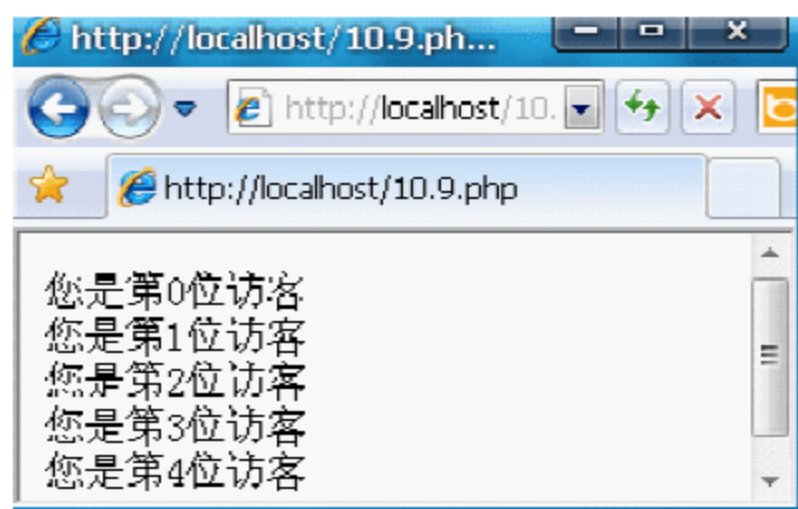 http://localhost/10.9.ph...
http://localhost/10.
http://localhost/10.9.php
您是第0位访客
您是第1位访客
您是第2位访客
您是第3位访客
您是第4位访客